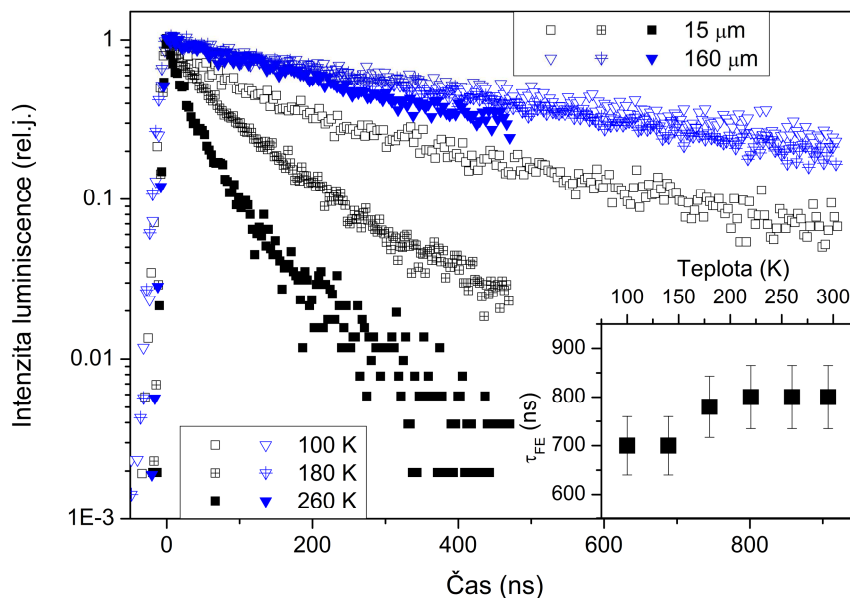 15 μm
160 μm
Intenzita luminiscence (rel.j.)
1
0.1
0.01
1E-3
0 200 400 600 800
Čas (ns)
100 K
180 K
260 K
Teplota (K)
100 150 200 250 300
900
800
700
600
τFE (ns)